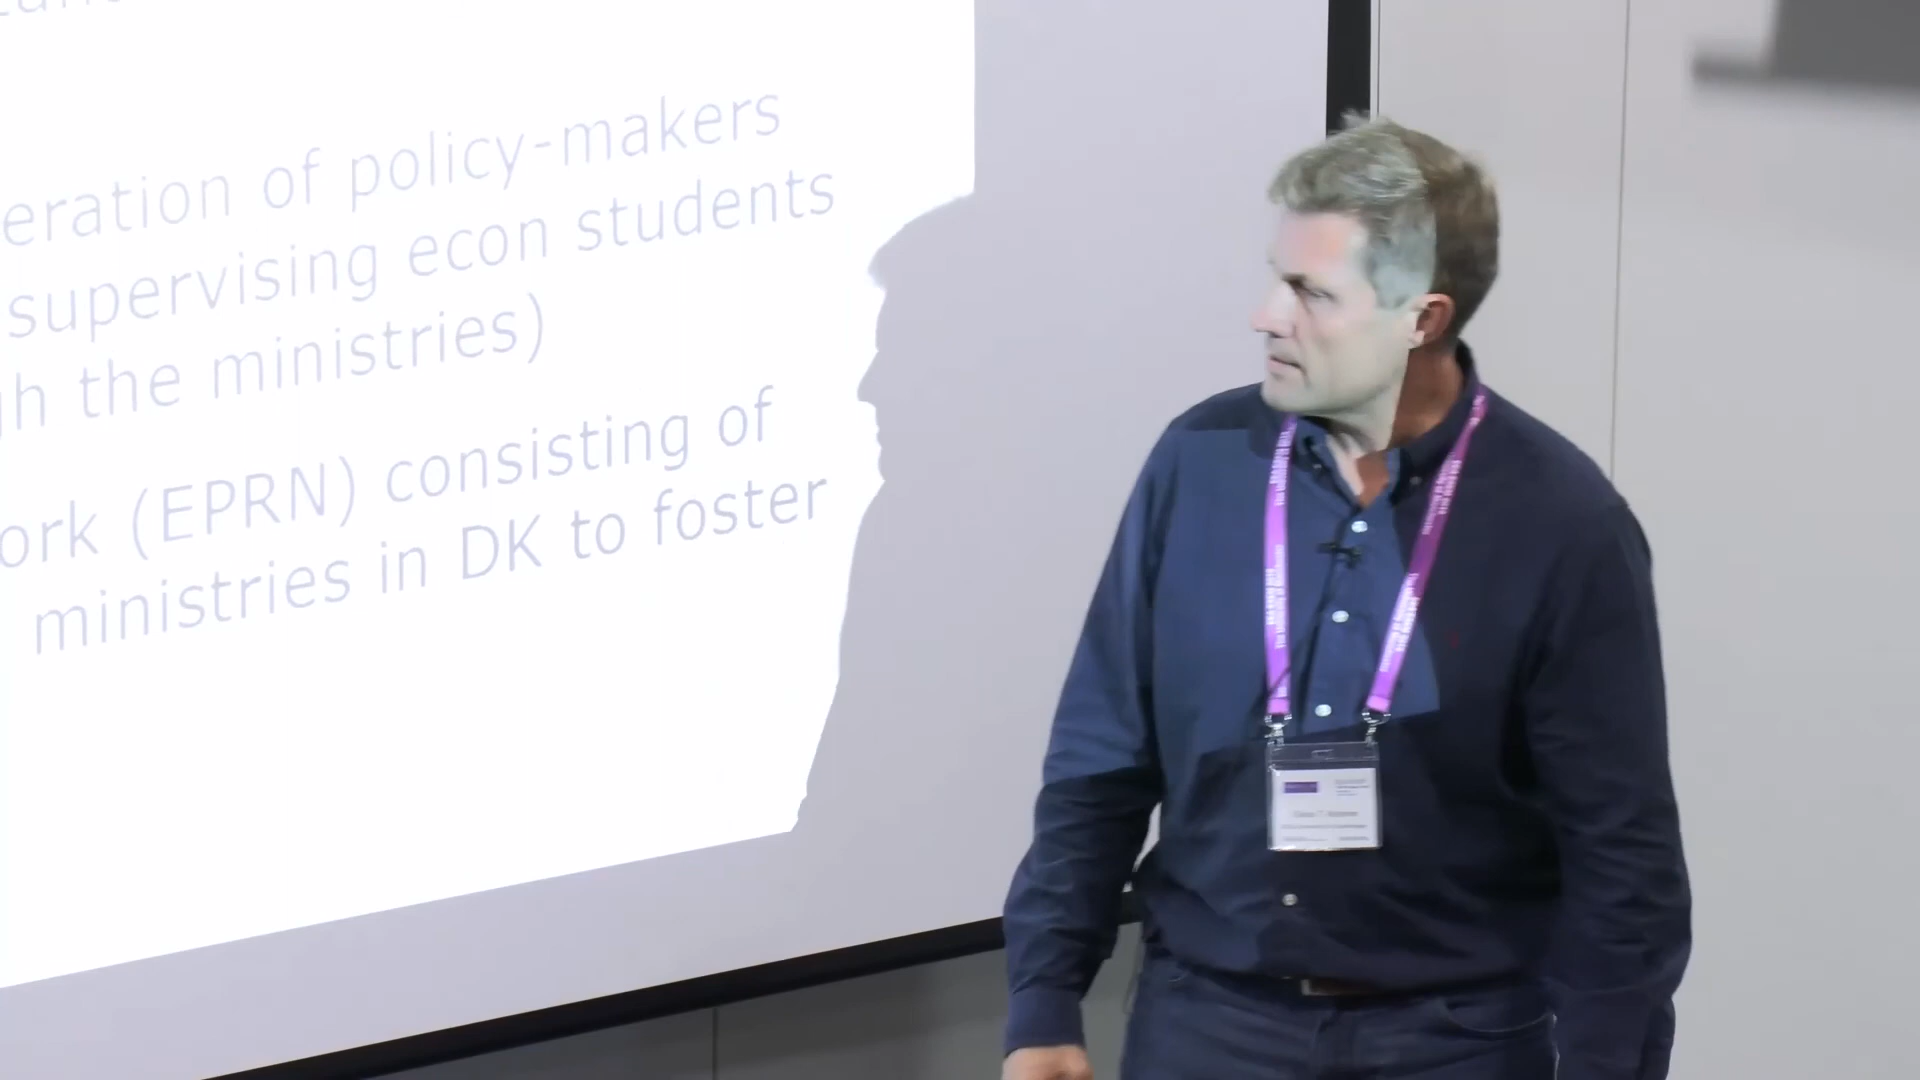 eration of policy-makers
supervising econ students
gh the ministries)
ork (EPRN) consisting of
ministries in DK to foster